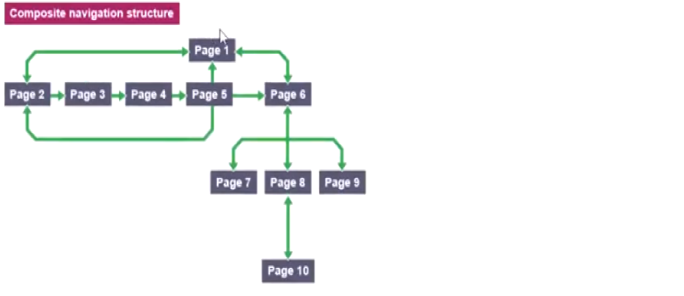 Composite navigation structure
Page 1
Page 2 Page 3 Page 4 Page 5 Page 6
Page 7 Page 8 Page 9
Page 10